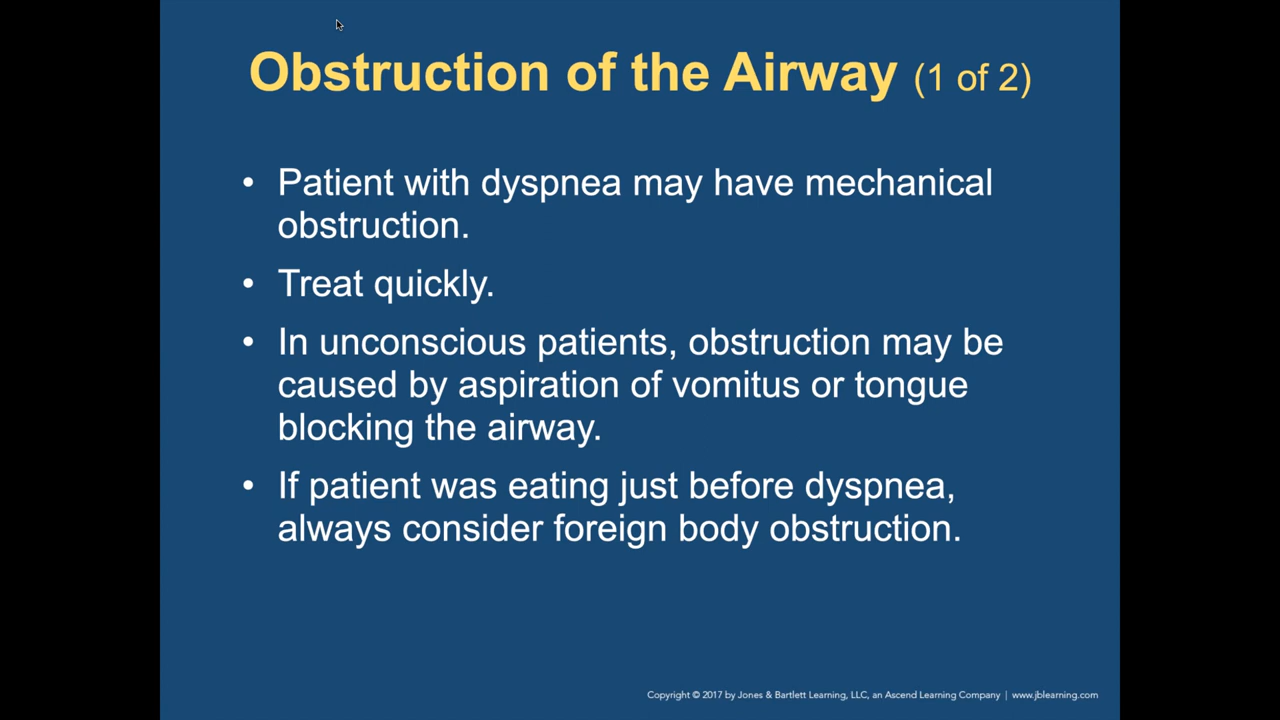 Obstruction of the Airway (1 of 2)
• Patient with dyspnea may have mechanical
obstruction.
• Treat quickly.
• In unconscious patients, obstruction may be
caused by aspiration of vomitus or tongue
blocking the airway.
• If patient was eating just before dyspnea,
always consider foreign body obstruction.
Copyright © 2017 by Jones & Bartlett Learning, LLC, an Ascend Learning Company | www.jblearning.com